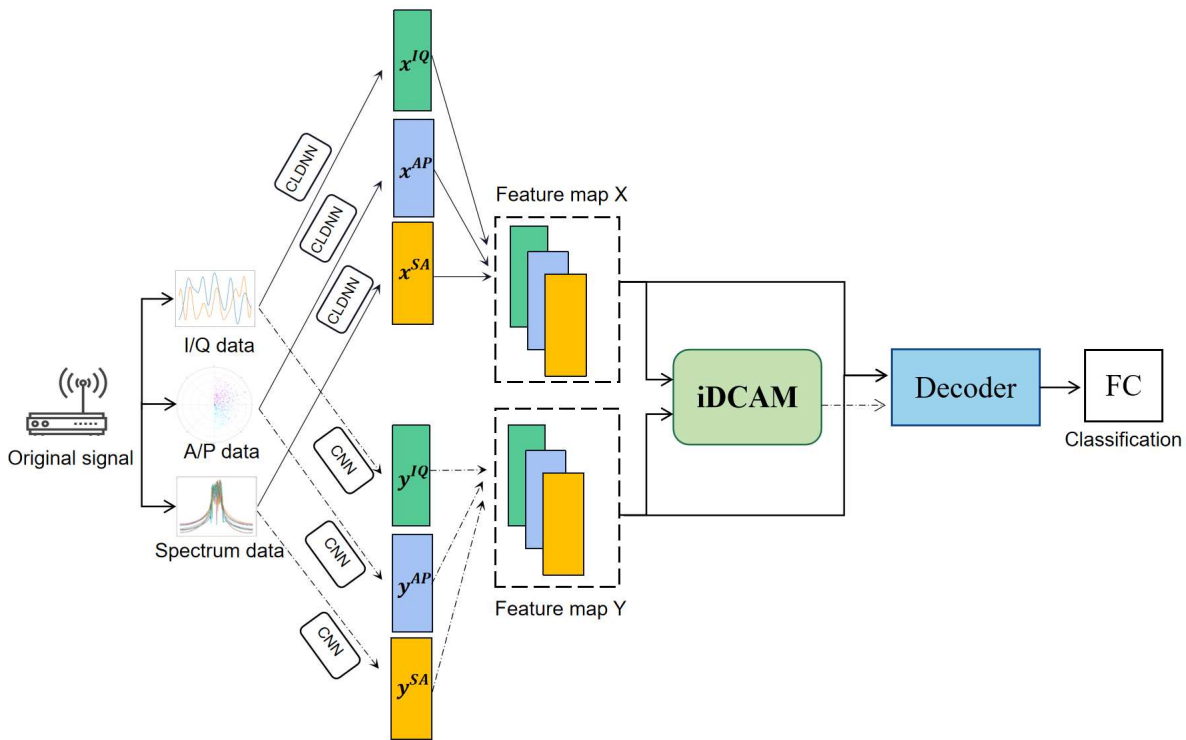 Original signal
I/Q data
A/P data
Spectrum data
CLDNN
CLDNN
CLDNN
CNN
CNN
CNN
x^{IQ}
x^{AP}
x^{SA}
y^{IQ}
y^{AP}
y^{SA}
Feature map X
Feature map Y
iDCAM
Decoder
FC
Classification